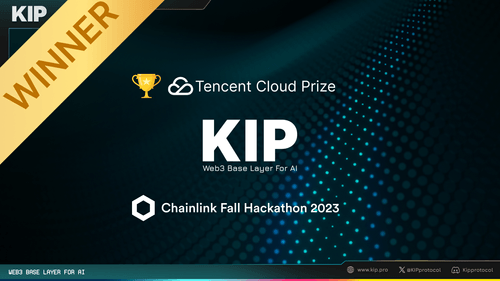 KIP
WINNER
Tencent Cloud Prize
KIP
Web3 Base Layer For AI
Chainlink Fall Hackathon 2023
WEB3 BASE LAYER FOR AI
www.kip.pro
@KIPprotocol
Kipprotocol